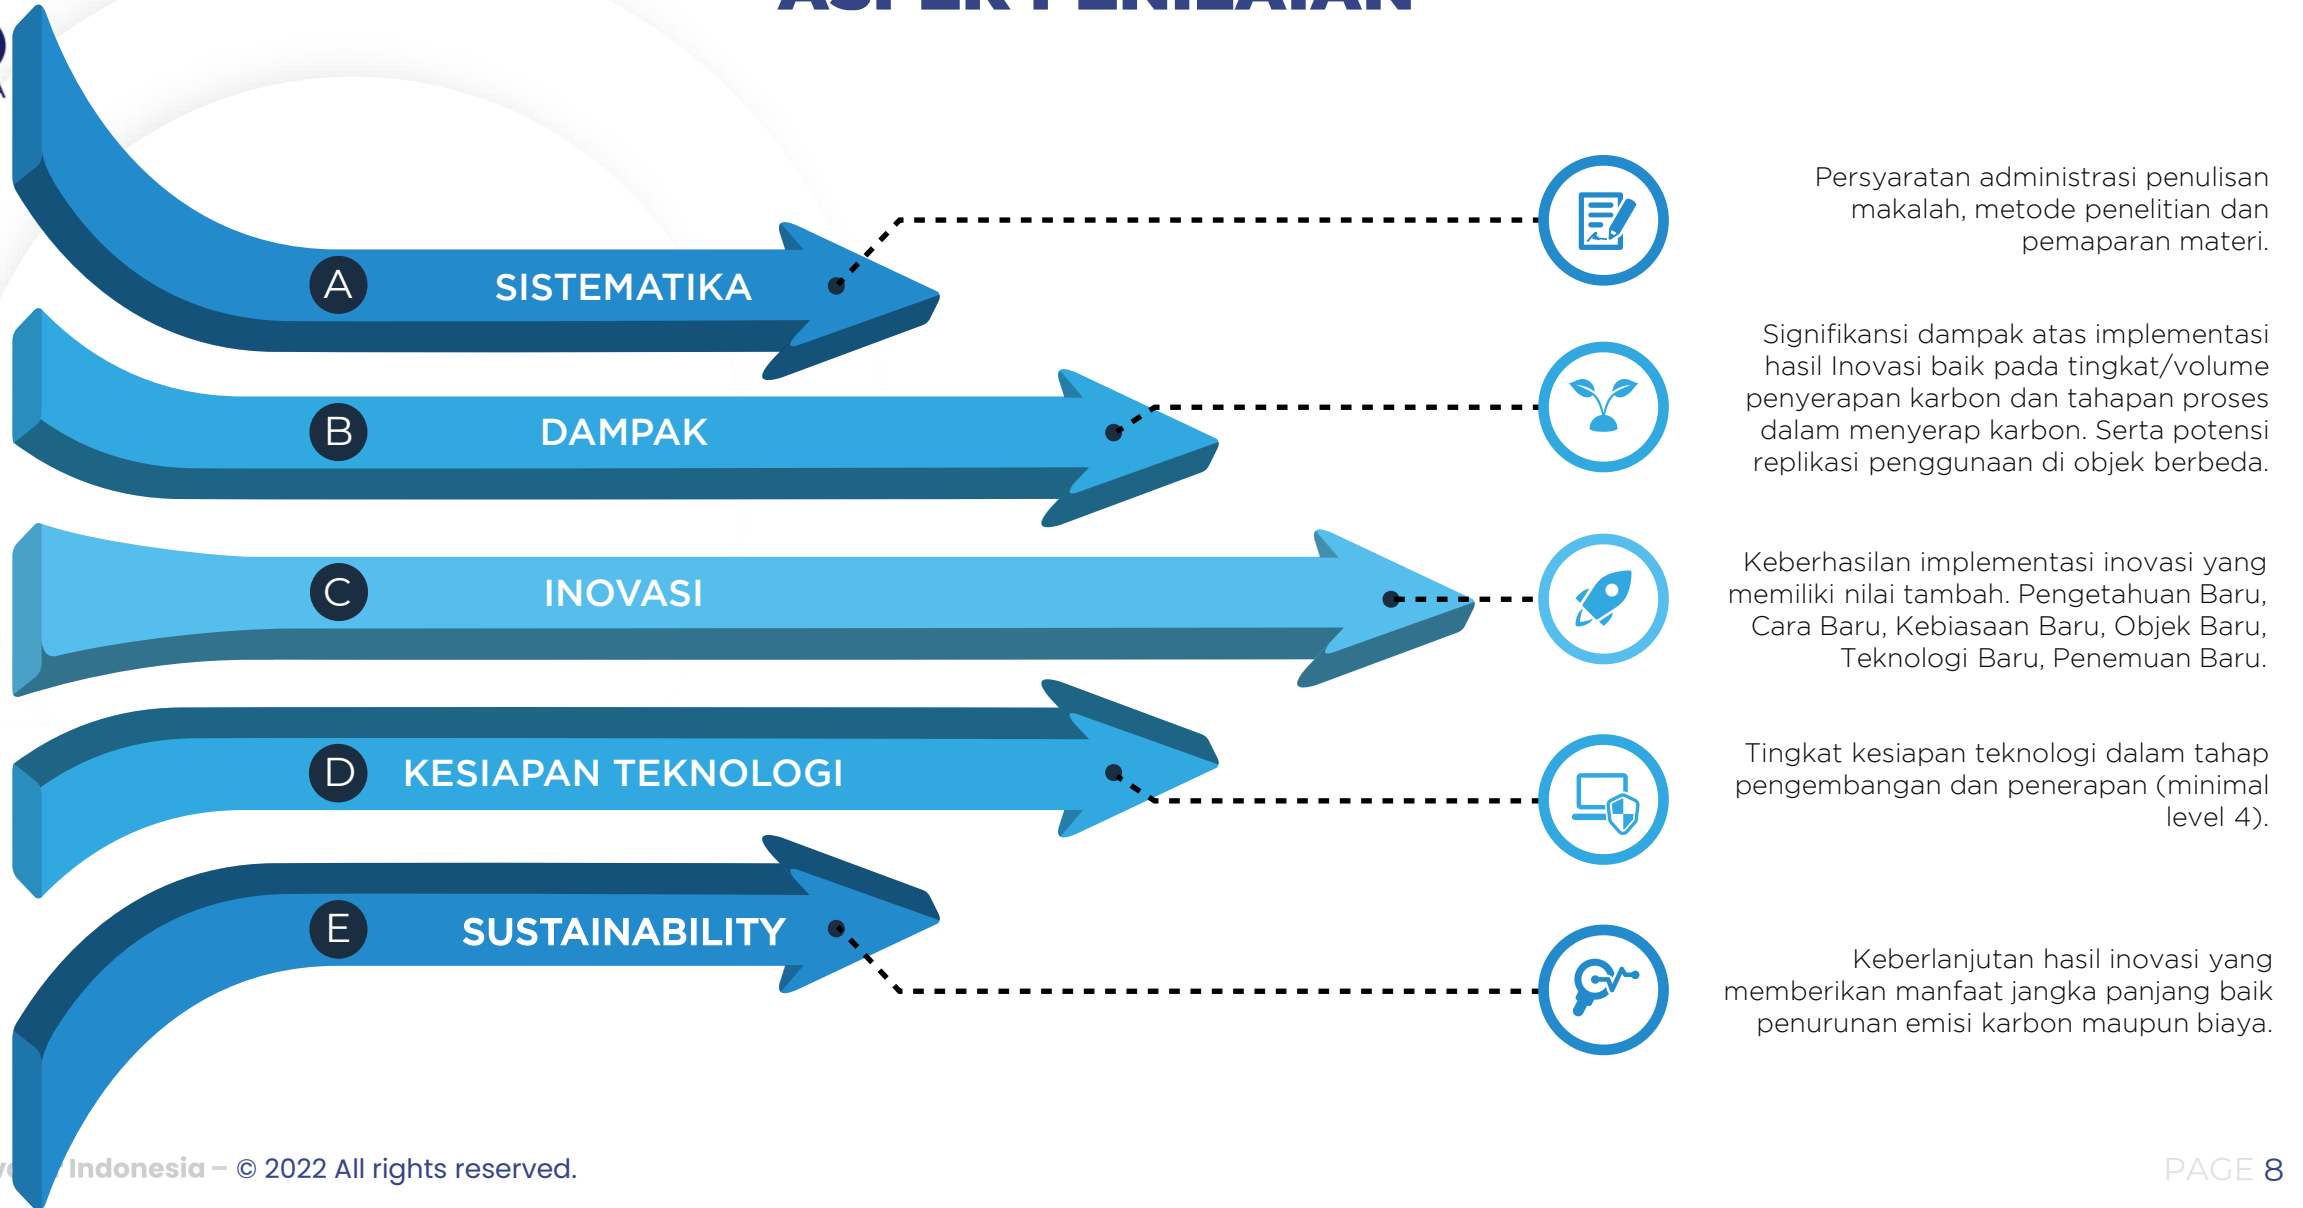 ASPEK PENILAIAN
A
SISTEMATIKA
Persyaratan administrasi penulisan
makalah, metode penelitian dan
pemaparan materi.
B
DAMPAK
Signifikansi dampak atas implementasi
hasil Inovasi baik pada tingkat/volume
penyerapan karbon dan tahapan proses
dalam menyerap karbon. Serta potensi
replikasi penggunaan di objek berbeda.
C
INOVASI
Keberhasilan implementasi inovasi yang
memiliki nilai tambah. Pengetahuan Baru,
Cara Baru, Kebiasaan Baru, Objek Baru,
Teknologi Baru, Penemuan Baru.
D
KESIAPAN TEKNOLOGI
Tingkat kesiapan teknologi dalam tahap
pengembangan dan penerapan (minimal
level 4).
E
SUSTAINABILITY
Keberlanjutan hasil inovasi yang
memberikan manfaat jangka panjang baik
penurunan emisi karbon maupun biaya.
Indonesia – © 2022 All rights reserved.
PAGE 8